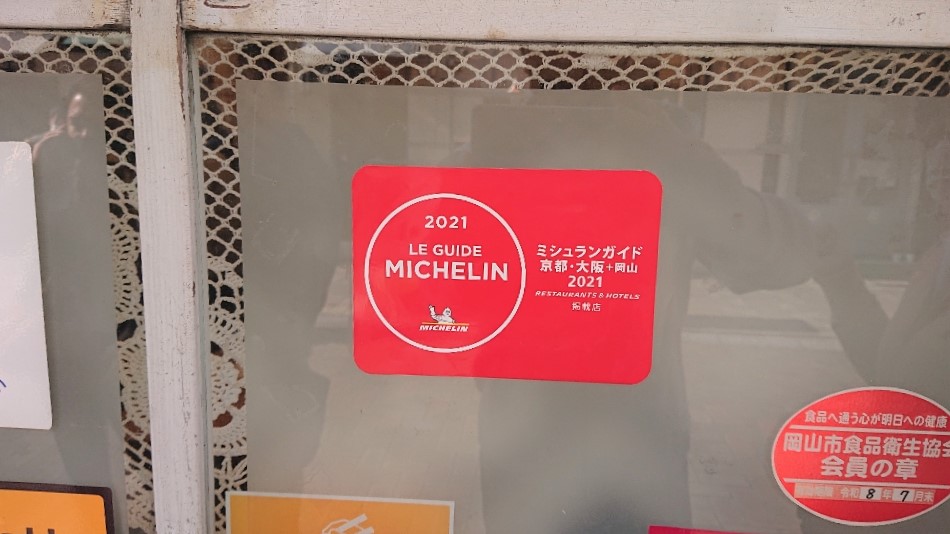 2021
LE GUIDE
MICHELIN
MICHELIN
ミシュランガイド
京都・大阪+岡山
2021
RESTAURANTS & HOTELS
掲載店
食品へ通う心が明日への健康
岡山市食品衛生協会
会員の章
令和8年7月末